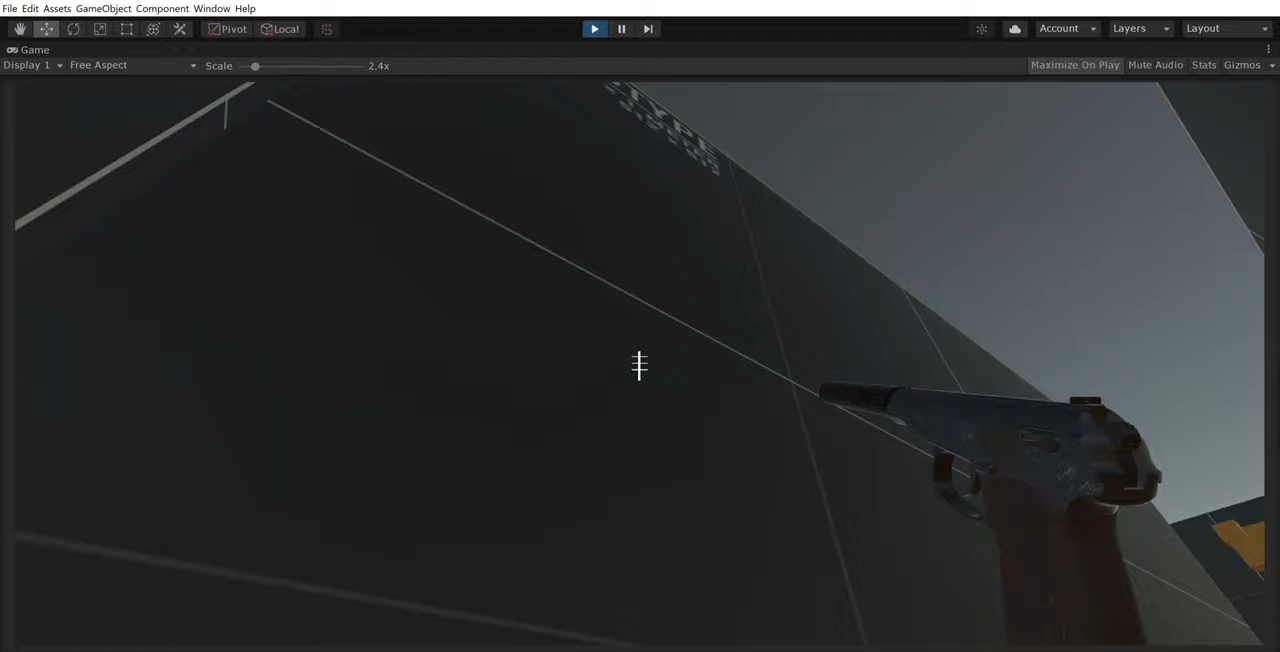 File Edit Assets GameObject Component Window Help
Pivot Local Account Layers Layout
Game
Display 1 Free Aspect Scale 2.4x Maximize On Play Mute Audio Stats Gizmos
TYPE